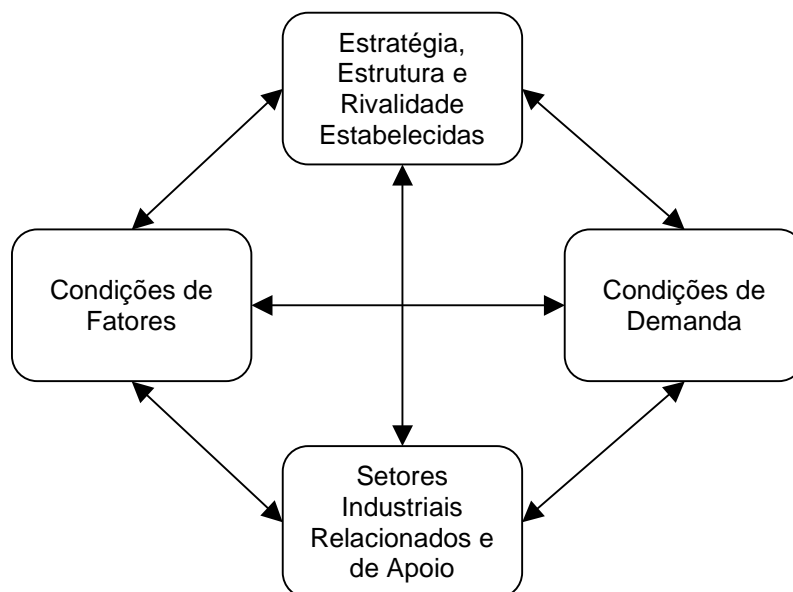 Estratégia,
Estrutura e
Rivalidade
Estabelecidas
Condições de
Fatores
Condições de
Demanda
Setores
Industriais
Relacionados e
de Apoio